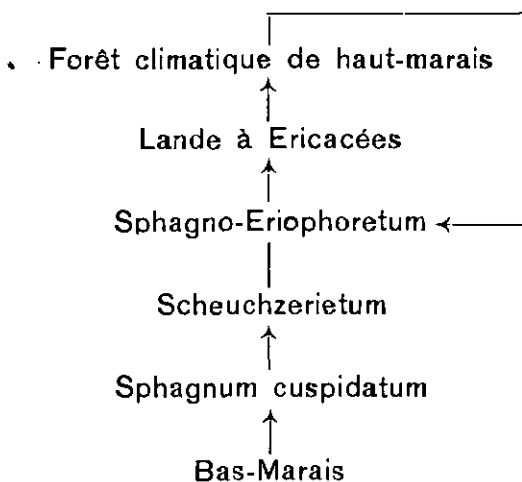 Forêt climatique de haut-marais
Lande à Ericacées
Sphagno-Eriophoretum
Scheuchzerietum
Sphagnum cuspidatum
Bas-Marais